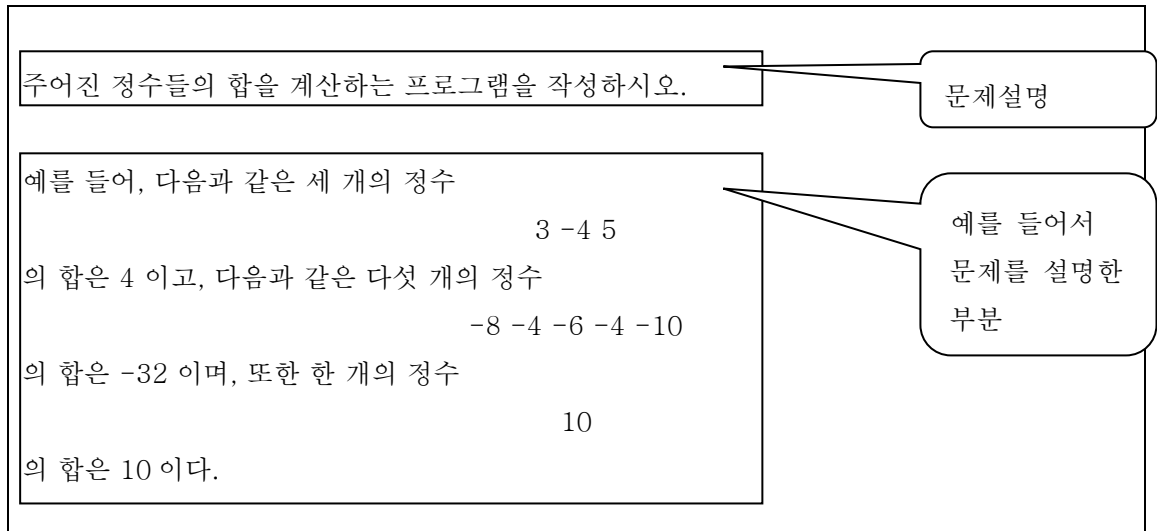 주어진 정수들의 합을 계산하는 프로그램을 작성하시오.
문제설명
예를 들어, 다음과 같은 세 개의 정수
3 -4 5
의 합은 4 이고, 다음과 같은 다섯 개의 정수
-8 -4 -6 -4 -10
의 합은 -32 이며, 또한 한 개의 정수
10
의 합은 10 이다.
예를 들어서
문제를 설명한
부분